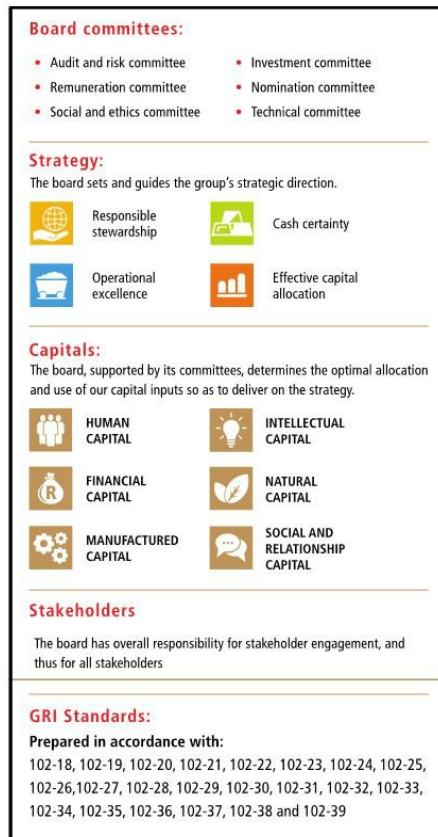 Board committees:
• Audit and risk committee
• Investment committee
• Remuneration committee
• Nomination committee
• Social and ethics committee
• Technical committee
Strategy:
The board sets and guides the group's strategic direction.
Responsible
stewardship
Cash certainty
Operational
excellence
Effective capital
allocation
Capitals:
The board, supported by its committees, determines the optimal allocation
and use of our capital inputs so as to deliver on the strategy.
HUMAN
CAPITAL
INTELLECTUAL
CAPITAL
R
FINANCIAL
CAPITAL
NATURAL
CAPITAL
MANUFACTURED
CAPITAL
SOCIAL AND
RELATIONSHIP
CAPITAL
Stakeholders
The board has overall responsibility for stakeholder engagement, and
thus for all stakeholders
GRI Standards:
Prepared in accordance with:
102-18, 102-19, 102-20, 102-21, 102-22, 102-23, 102-24, 102-25,
102-26,102-27, 102-28, 102-29, 102-30, 102-31, 102-32, 102-33,
102-34, 102-35, 102-36, 102-37, 102-38 and 102-39